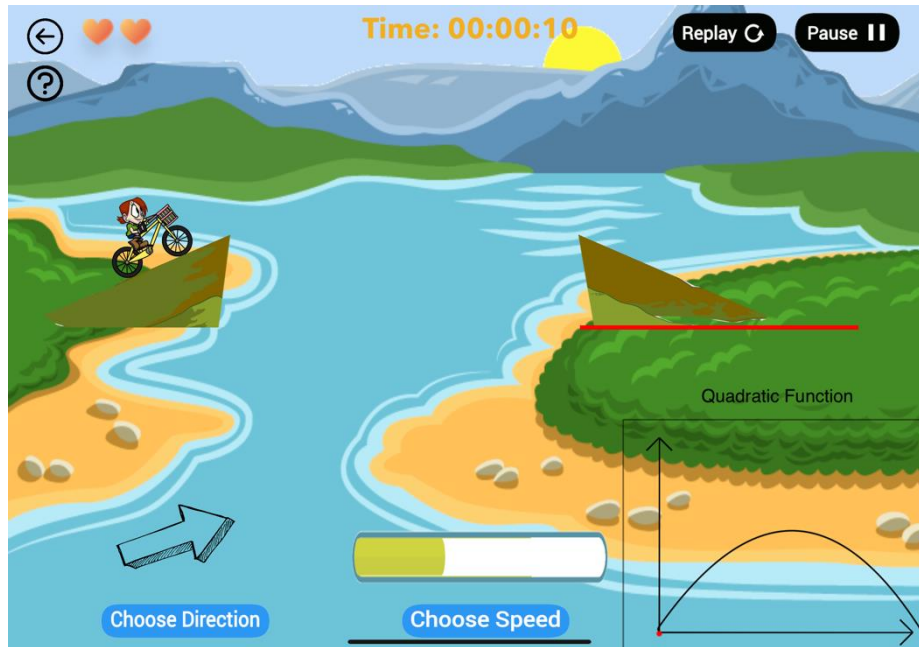 Time: 00:00:10
Replay
Pause
?
Quadratic Function
Choose Direction
Choose Speed